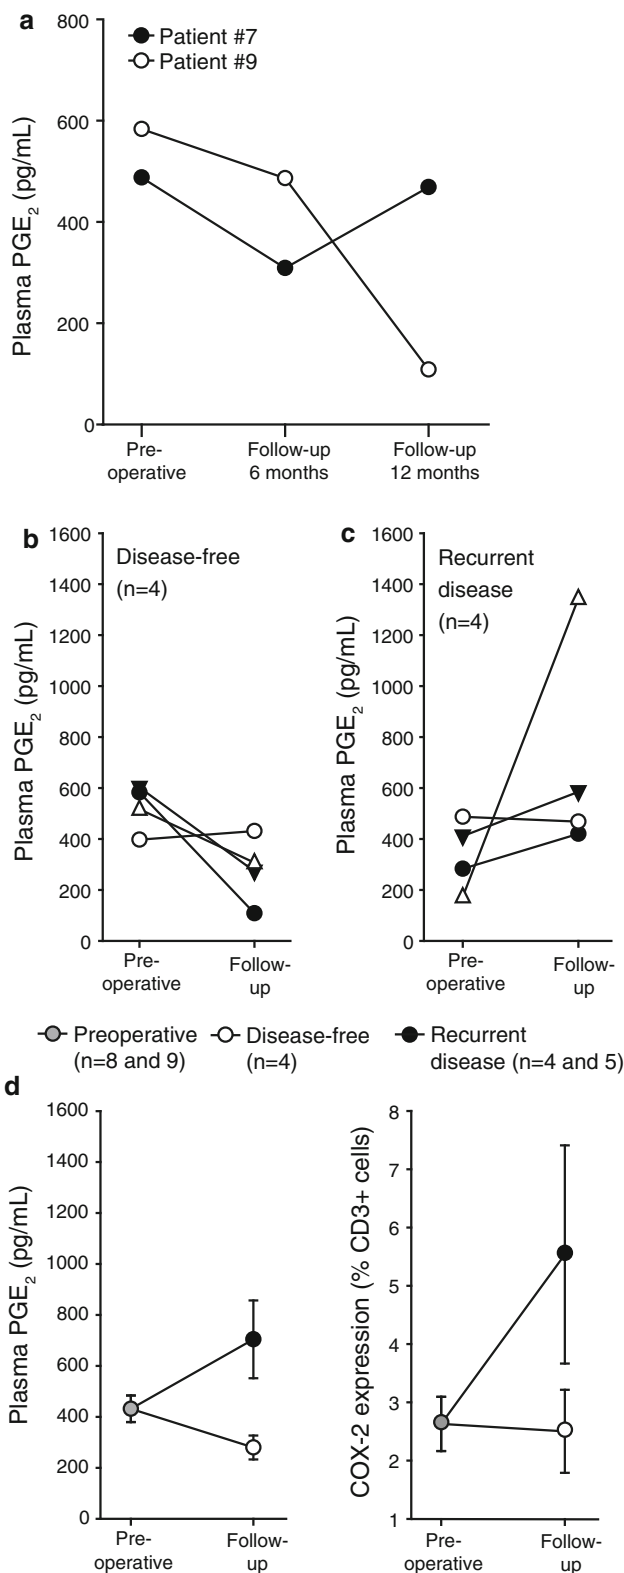 a
800
600
400
200
0
Plasma PGE₂ (pg/mL)
Patient #7
Patient #9
Pre-
operative
Follow-up
6 months
Follow-up
12 months
b
1600
1400
1200
1000
800
600
400
200
0
Plasma PGE₂ (pg/mL)
Disease-free
(n=4)
Pre-
operative
Follow-
up
c
1600
1400
1200
1000
800
600
400
200
0
Plasma PGE₂ (pg/mL)
Recurrent
disease
(n=4)
Pre-
operative
Follow-
up
Preoperative
(n=8 and 9)
Disease-free
(n=4)
Recurrent
disease (n=4 and 5)
d
1600
1400
1200
1000
800
600
400
200
0
Plasma PGE₂ (pg/mL)
Pre-
operative
Follow-
up
8
7
6
5
4
3
2
1
COX-2 expression (% CD3+ cells)
Pre-
operative
Follow-
up